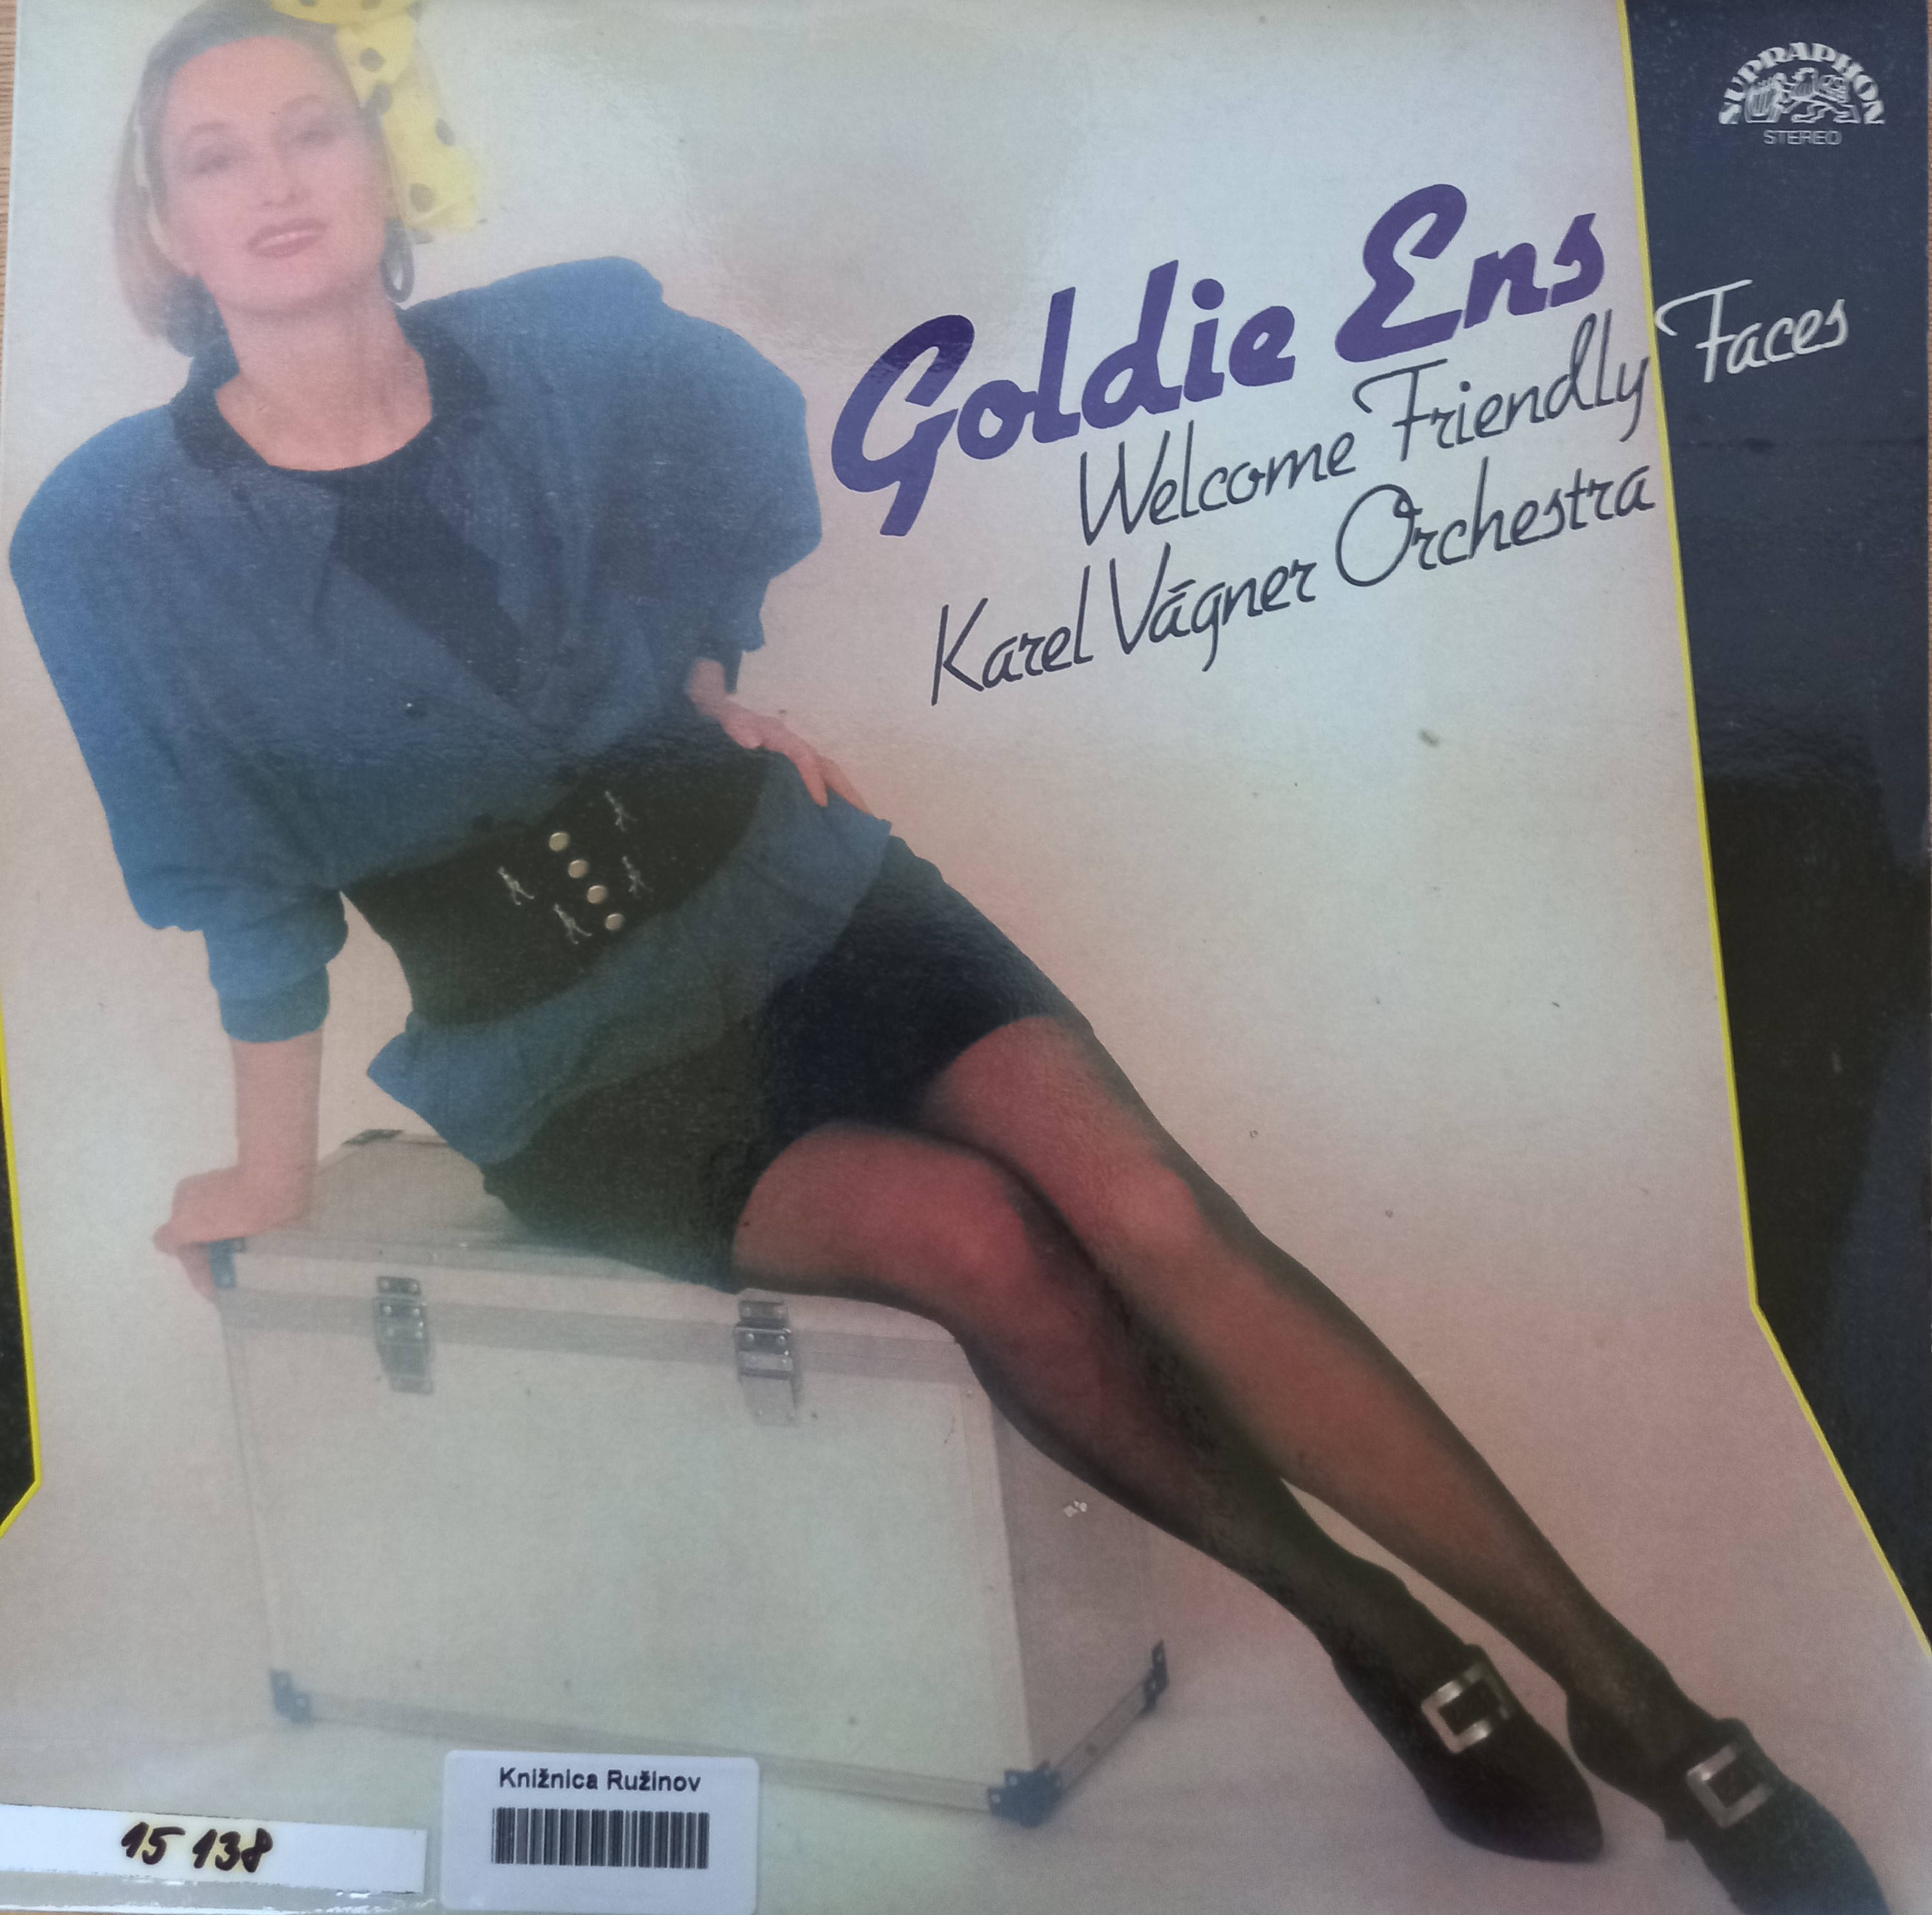 SUPRAPHON
STEREO
Goldie Ens
Welcome Friendly Faces
Karel Vágner Orchestra
Knižnica Ružinov
15 138